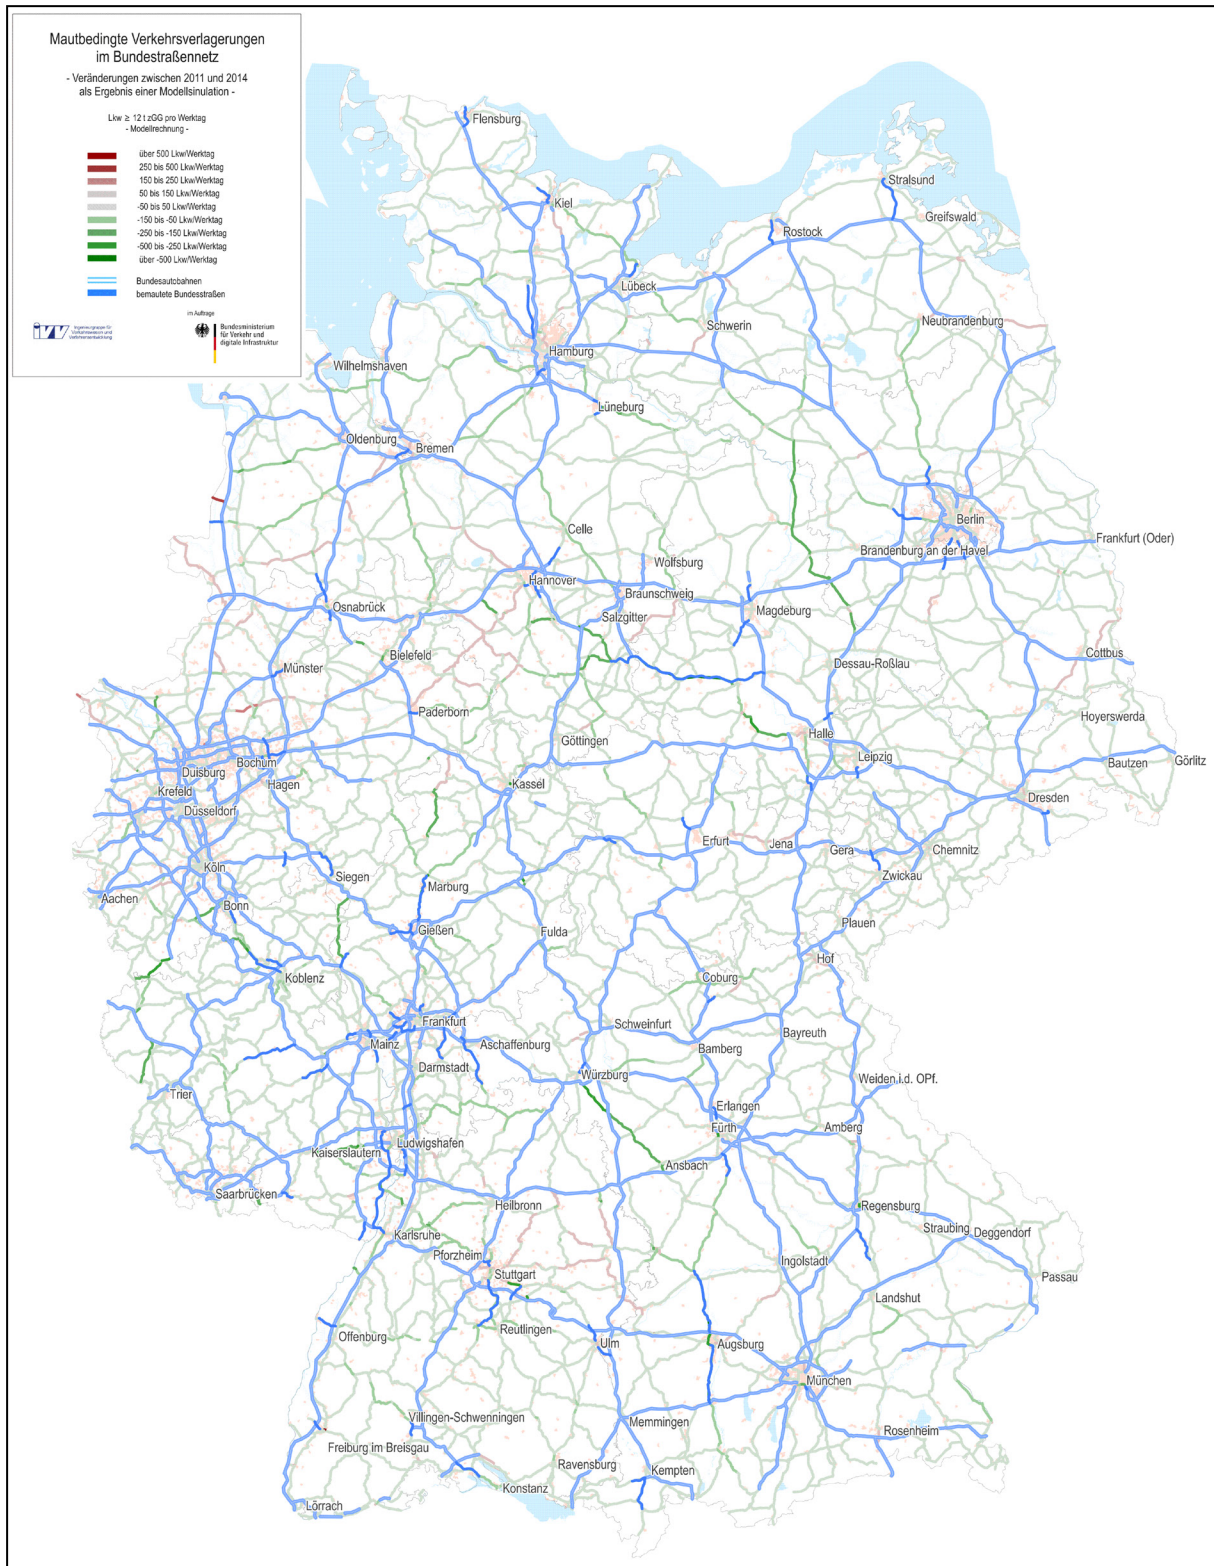 Mautbedingte Verkehrsverlagerungen
im Bundestraßennetz
- Veränderungen zwischen 2011 und 2014
als Ergebnis einer Modellsinulation -
Lkw ≥ 12 t zGG pro Werktag
- Modellrechnung -
über 500 Lkw/Werktag
250 bis 500 Lkw/Werktag
150 bis 250 Lkw/Werktag
50 bis 150 Lkw/Werktag
-50 bis 50 Lkw/Werktag
-150 bis -50 Lkw/Werktag
-250 bis -150 Lkw/Werktag
-500 bis -250 Lkw/Werktag
über -500 Lkw/Werktag
Bundesautobahnen
bemautete Bundesstraßen
im Auftrage
IVV
Ingenieurgruppe für
Verkehrswesen und
Verfahrensentwicklung
Bundesministerium
für Verkehr und
digitale Infrastruktur
Flensburg
Stralsund
Kiel
Greifswald
Rostock
Lübeck
Neubrandenburg
Schwerin
Hamburg
Wilhelmshaven
Lüneburg
Oldenburg
Bremen
Berlin
Celle
Frankfurt (Oder)
Brandenburg an der Havel
Wolfsburg
Hannover
Braunschweig
Osnabrück
Magdeburg
Salzgitter
Bielefeld
Cottbus
Münster
Dessau-Roßlau
Paderborn
Hoyerswerda
Halle
Göttingen
Leipzig
Görlitz
Bochum
Bautzen
Duisburg
Hagen
Kassel
Krefeld
Dresden
Düsseldorf
Erfurt
Jena
Gera
Chemnitz
Köln
Siegen
Zwickau
Marburg
Aachen
Bonn
Plauen
Gießen
Fulda
Hof
Koblenz
Coburg
Frankfurt
Schweinfurt
Bayreuth
Mainz
Aschaffenburg
Bamberg
Darmstadt
Würzburg
Weiden i.d. OPf.
Trier
Erlangen
Fürth
Amberg
Ludwigshafen
Kaiserslautern
Ansbach
Saarbrücken
Heilbronn
Regensburg
Straubing
Deggendorf
Karlsruhe
Pforzheim
Ingolstadt
Stuttgart
Passau
Landshut
Reutlingen
Offenburg
Ulm
Augsburg
München
Villingen-Schwenningen
Memmingen
Rosenheim
Freiburg im Breisgau
Ravensburg
Kempten
Konstanz
Lörrach